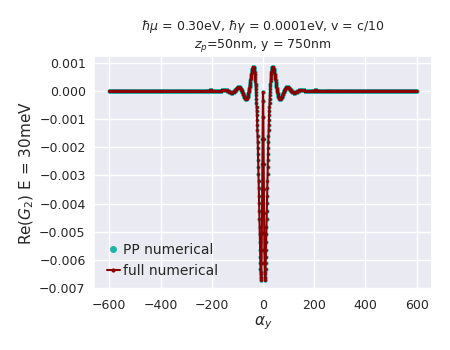 ℏμ = 0.30eV, ℏγ = 0.0001eV, v = c/10
z_p=50nm, y = 750nm
Re(G₂) E = 30meV
0.001
0.000
−0.001
−0.002
−0.003
−0.004
−0.005
−0.006
−0.007
PP numerical
full numerical
−600 −400 −200 0 200 400 600
α_y